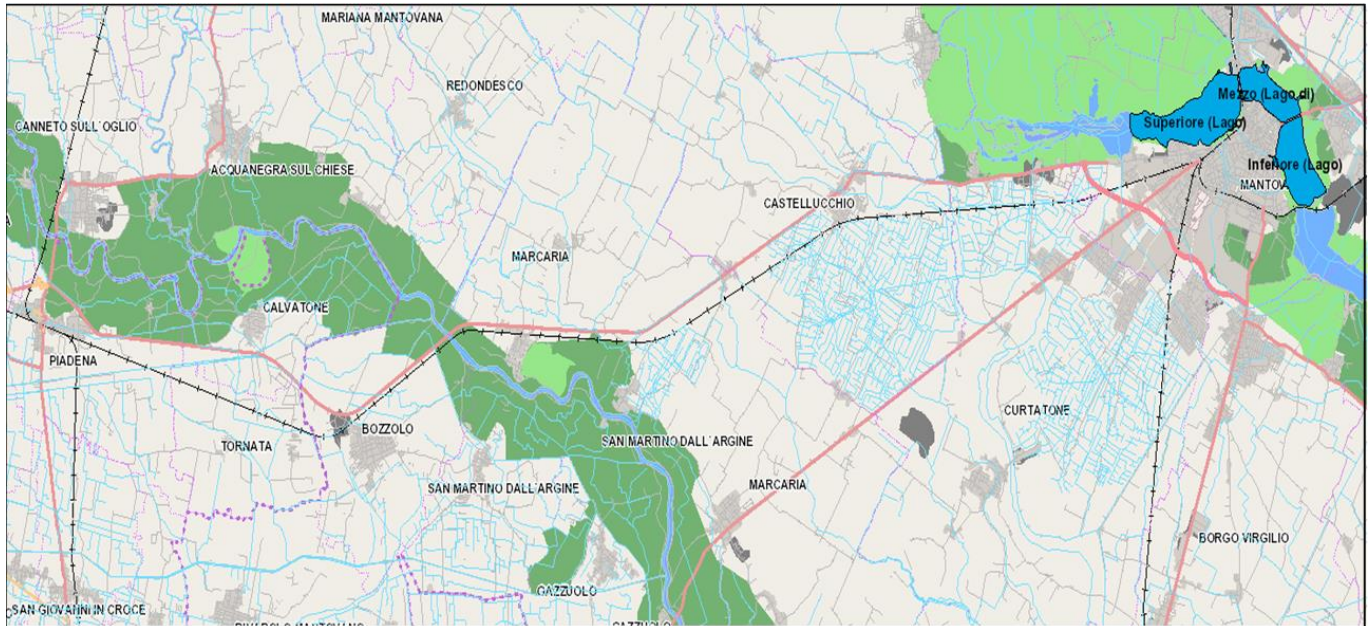 MARIANA MANTOVANA
REDONDESCO
Mezzo (Lago di)
Superiore (Lago)
CANNETO SULL`OGLIO
Inferiore (Lago)
ACQUANEGRA SUL CHIESE
MANTOV
CASTELLUCCHIO
MARCARIA
CALVATONE
PIADENA
CURTATONE
BOZZOLO
SAN MARTINO DALL`ARGINE
TORNATA
MARCARIA
SAN MARTINO DALL`ARGINE
BORGO VIRGILIO
GAZZUOLO
SAN GIOVANNI IN CROCE
GAZZUOLO